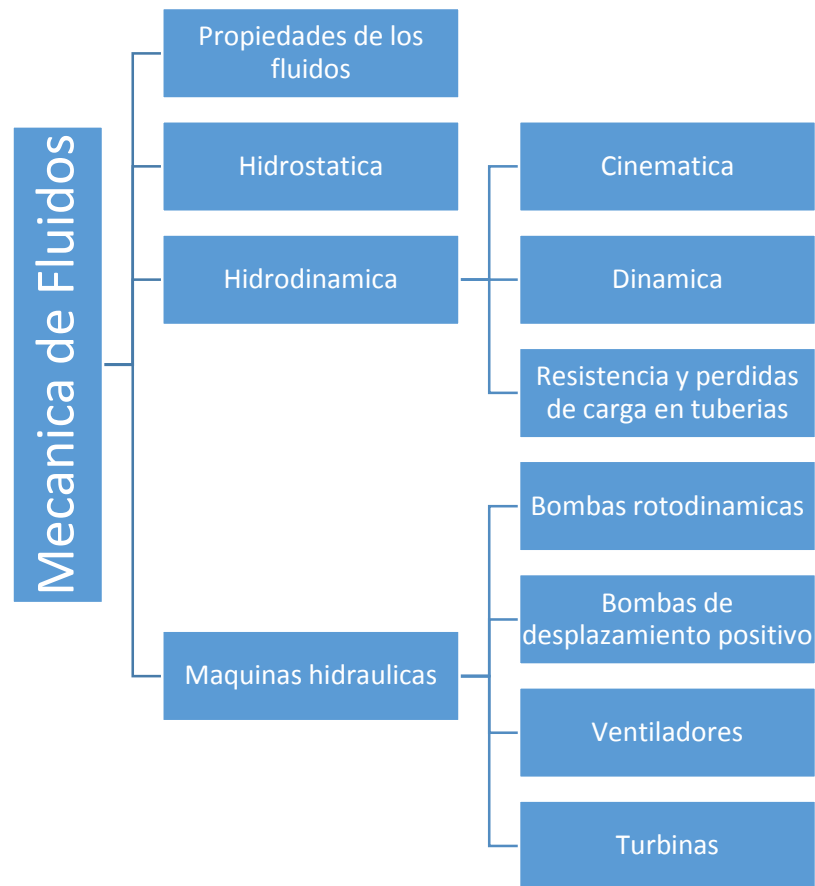 Mecanica de Fluidos
Propiedades de los
fluidos
Hidrostatica
Hidrodinamica
Cinematica
Dinamica
Resistencia y perdidas
de carga en tuberias
Maquinas hidraulicas
Bombas rotodinamicas
Bombas de
desplazamiento positivo
Ventiladores
Turbinas